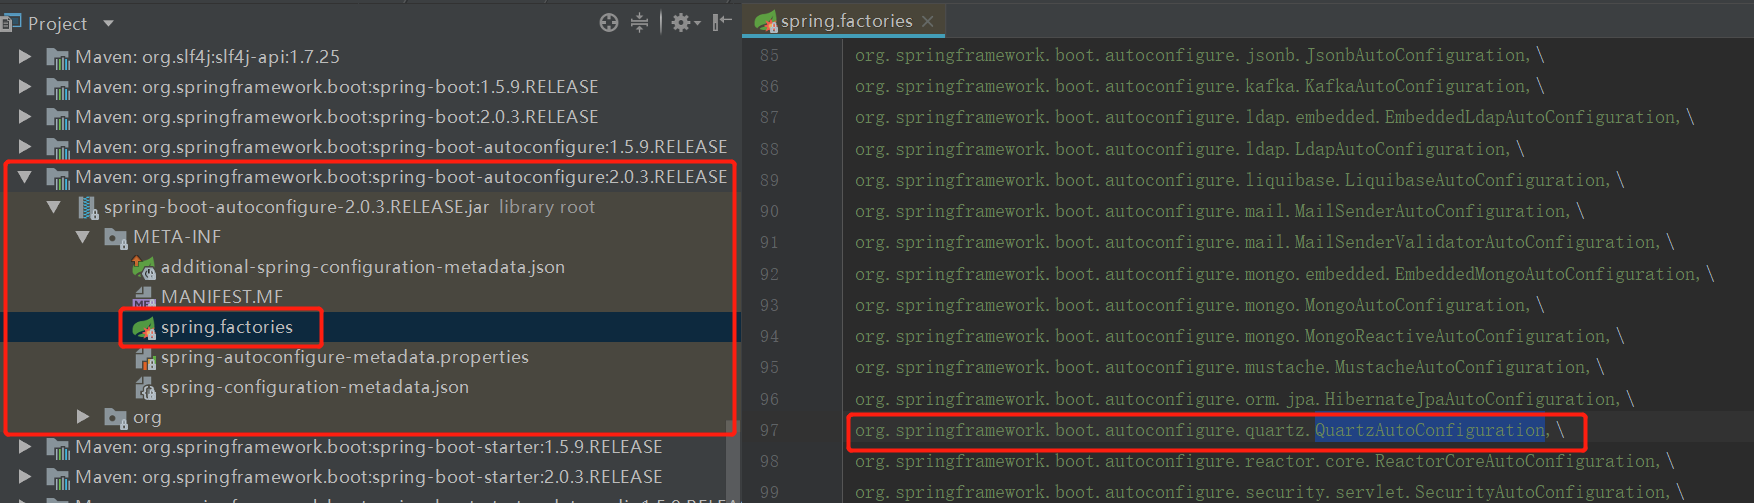 Project
Maven: org.slf4j:slf4j-api:1.7.25
Maven: org.springframework.boot:spring-boot:1.5.9.RELEASE
Maven: org.springframework.boot:spring-boot:2.0.3.RELEASE
Maven: org.springframework.boot:spring-boot-autoconfigure:1.5.9.RELEASE
Maven: org.springframework.boot:spring-boot-autoconfigure:2.0.3.RELEASE
spring-boot-autoconfigure-2.0.3.RELEASE.jar library root
META-INF
additional-spring-configuration-metadata.json
MANIFEST.MF
spring.factories
spring-autoconfigure-metadata.properties
spring-configuration-metadata.json
org
Maven: org.springframework.boot:spring-boot-starter:1.5.9.RELEASE
Maven: org.springframework.boot:spring-boot-starter:2.0.3.RELEASE
spring.factories
85 org.springframework.boot.autoconfigure.jsonb.JsonbAutoConfiguration,\
86 org.springframework.boot.autoconfigure.kafka.KafkaAutoConfiguration,\
87 org.springframework.boot.autoconfigure.ldap.embedded.EmbeddedLdapAutoConfiguration,\
88 org.springframework.boot.autoconfigure.ldap.LdapAutoConfiguration,\
89 org.springframework.boot.autoconfigure.liquibase.LiquibaseAutoConfiguration,\
90 org.springframework.boot.autoconfigure.mail.MailSenderAutoConfiguration,\
91 org.springframework.boot.autoconfigure.mail.MailSenderValidatorAutoConfiguration,\
92 org.springframework.boot.autoconfigure.mongo.embedded.EmbeddedMongoAutoConfiguration,\
93 org.springframework.boot.autoconfigure.mongo.MongoAutoConfiguration,\
94 org.springframework.boot.autoconfigure.mongo.MongoReactiveAutoConfiguration,\
95 org.springframework.boot.autoconfigure.mustache.MustacheAutoConfiguration,\
96 org.springframework.boot.autoconfigure.orm.jpa.HibernateJpaAutoConfiguration,\
97 org.springframework.boot.autoconfigure.quartz.QuartzAutoConfiguration,\
98 org.springframework.boot.autoconfigure.reactor.core.ReactorCoreAutoConfiguration,\
99 org.springframework.boot.autoconfigure.security.servlet.SecurityAutoConfiguration,\